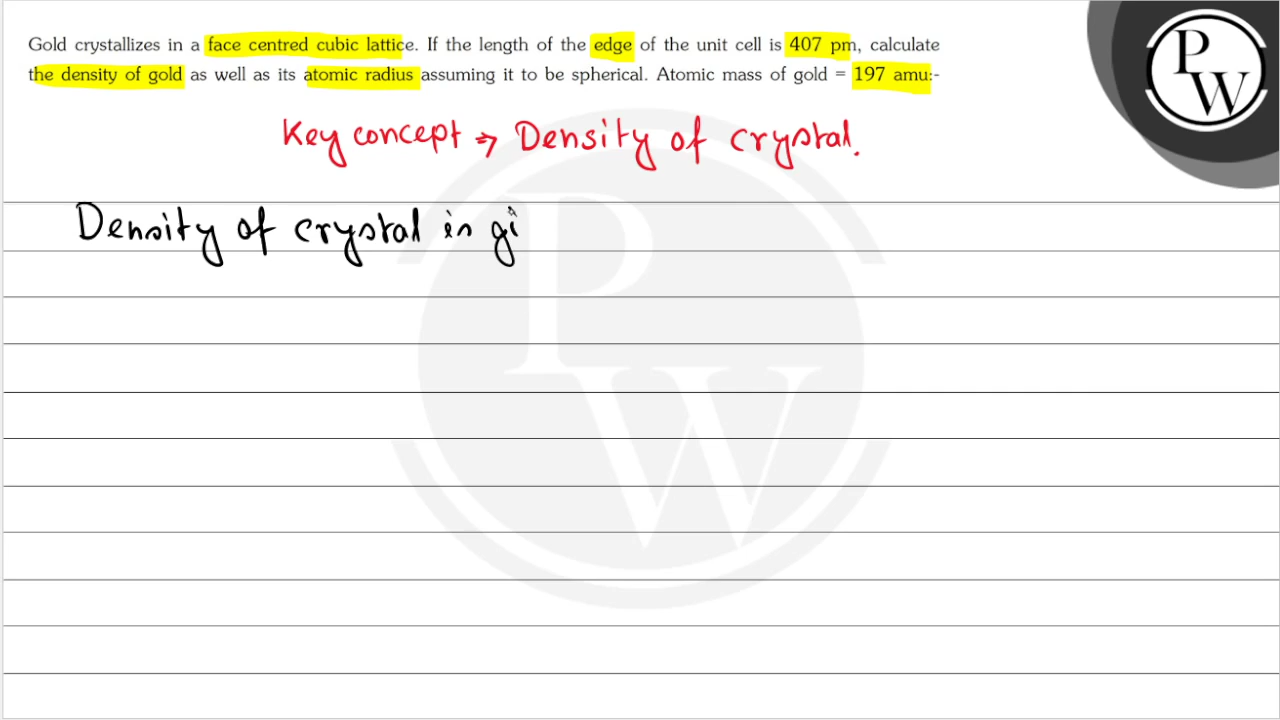 Gold crystallizes in a face centred cubic lattice. If the length of the edge of the unit cell is 407 pm, calculate
the density of gold as well as its atomic radius assuming it to be spherical. Atomic mass of gold = 197 amu:-
P
W
Key concept → Density of crystal.
Density of crystal is gi
P
W